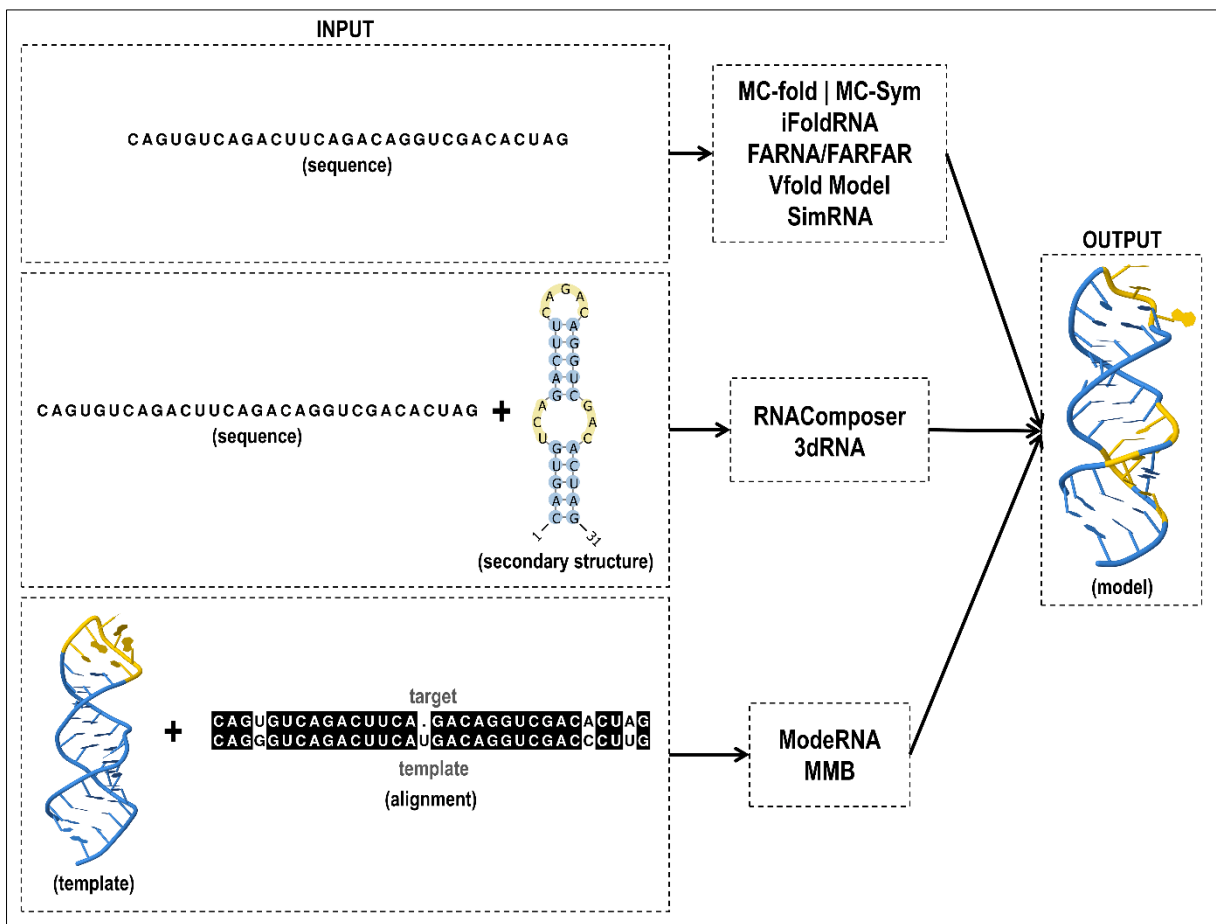 INPUT
CAGUGUCAGACUUCAGACAGGUCGACACUAG
(sequence)
MC-fold | MC-Sym
iFoldRNA
FARNA/FARFAR
Vfold Model
SimRNA
CAGUGUCAGACUUCAGACAGGUCGACACUAG
(sequence)
+
G
A A
C C
U A
U G
C G
A U
G C
A G
C A
U C
G A
U C
G U
A A
C G
1 31
(secondary structure)
RNAComposer
3dRNA
OUTPUT
(model)
(template)
+
target
CAGUGUCAGACUUCA.GACAGGUCGACACUAG
CAGGGUCAGACUUCAUGACAGGUCGACCCUUG
template
(alignment)
ModeRNA
MMB